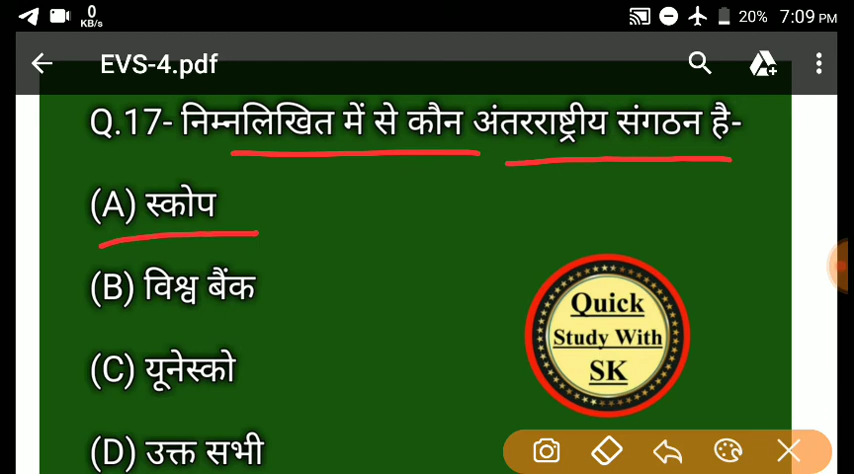 0
KB/s
20% 7:09 PM
EVS-4.pdf
Q.17- निम्नलिखित में से कौन अंतरराष्ट्रीय संगठन है-
(A) स्कोप
(B) विश्व बैंक
(C) यूनेस्को
(D) उक्त सभी
Quick
Study With
SK